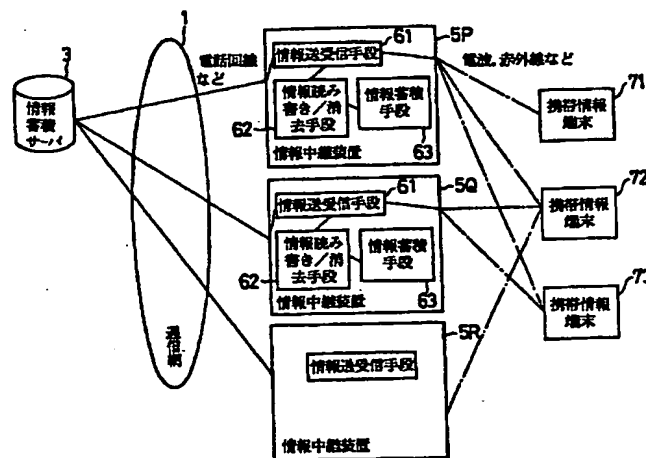 3
情報
蓄積
サーバ
1
通信網
電話回線
など
61
5P
情報送受信手段
情報読み
書き/消
去手段
情報蓄積
手段
62
63
情報中継装置
電波,赤外線など
71
携帯情報
端末
61
5Q
情報送受信手段
情報読み
書き/消
去手段
情報蓄積
手段
62
63
情報中継装置
72
携帯情報
端末
73
携帯情報
端末
5R
情報送受信手段
情報中継装置